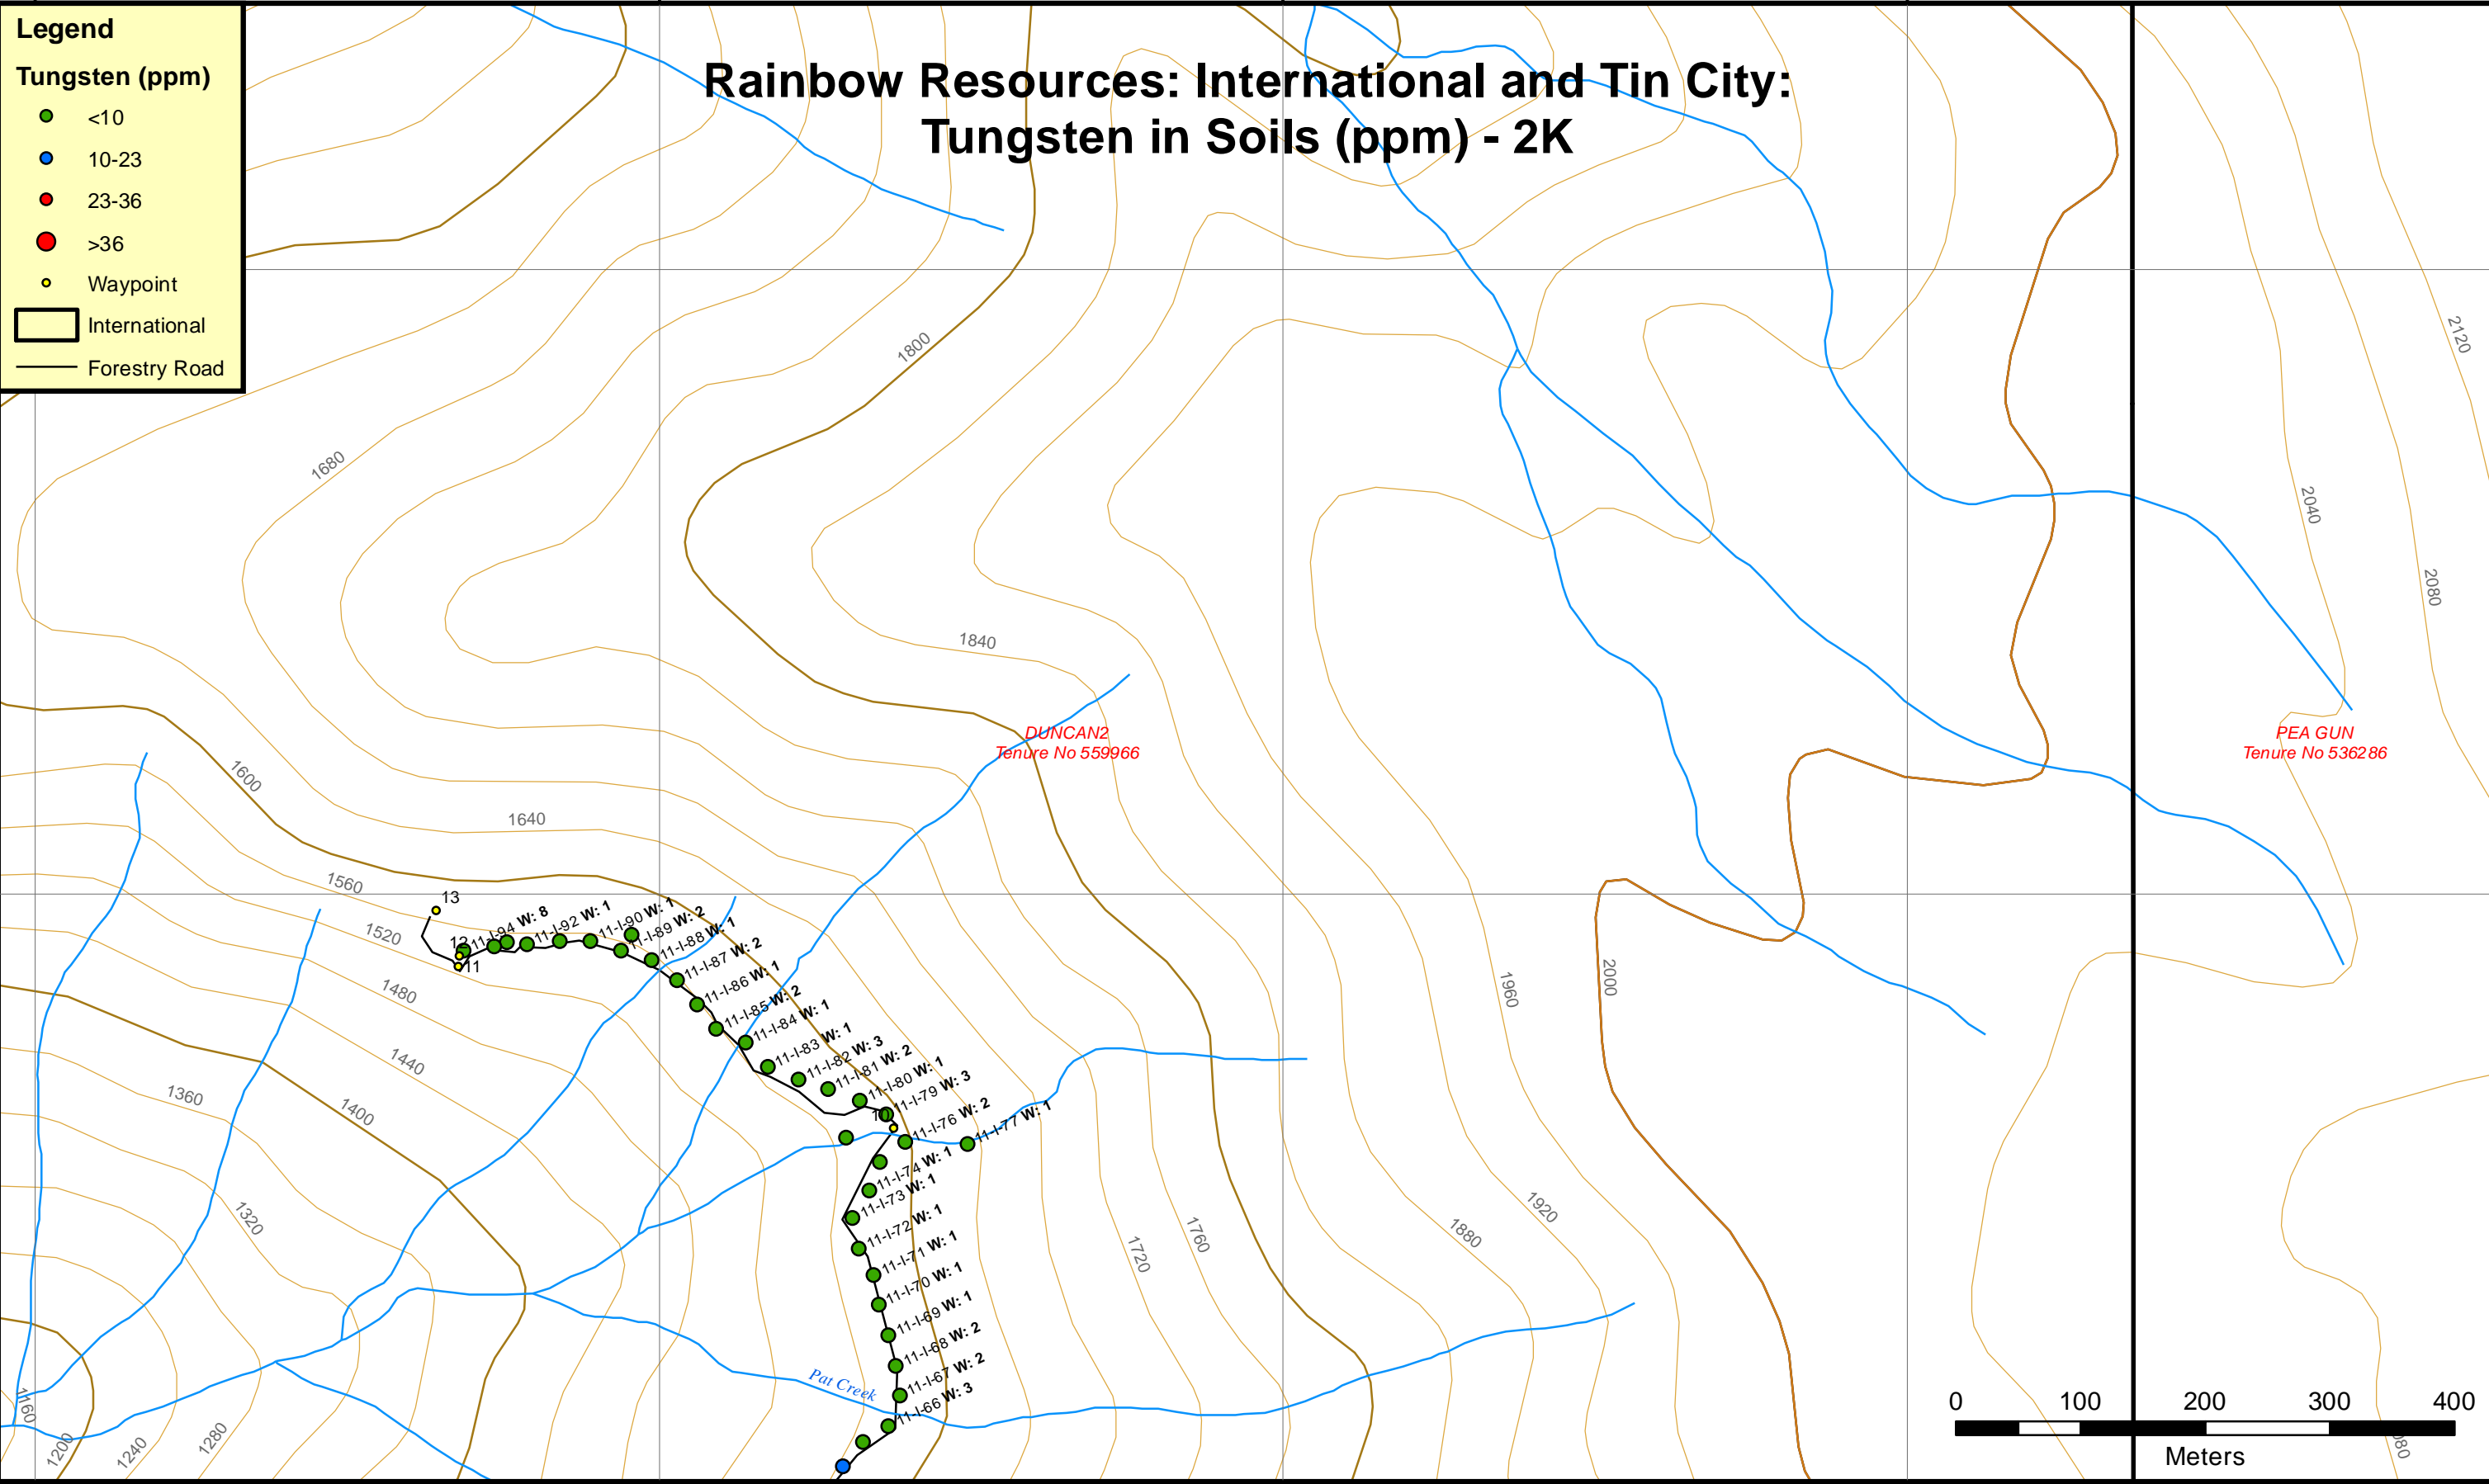 Legend
Tungsten (ppm)
<10
10-23
23-36
>36
Waypoint
International
Forestry Road
Rainbow Resources: International and Tin City:
Tungsten in Soils (ppm) - 2K
1800
2120
1680
2040
2080
1840
DUNCAN2
Tenure No 559966
PEA GUN
Tenure No 536286
1600
1640
1560
13
1520
12
11
11-I-94 W: 8
11-I-92 W: 1
11-I-90 W: 1
11-I-89 W: 2
11-I-88 W: 1
11-I-87 W: 2
11-I-86 W: 1
11-I-85 W: 2
11-I-84 W: 1
11-I-83 W: 1
11-I-82 W: 3
11-I-81 W: 2
11-I-80 W: 1
11-I-79 W: 3
11-I-76 W: 2
11-I-77 W: 1
11-I-74 W: 1
11-I-73 W: 1
11-I-72 W: 1
11-I-71 W: 1
11-I-70 W: 1
11-I-69 W: 1
11-I-68 W: 2
11-I-67 W: 2
11-I-66 W: 3
1480
1440
1360
1400
1320
1960
2000
1920
1880
1760
1720
Pat Creek
1160
1200
1240
1280
0 100 200 300 400
Meters